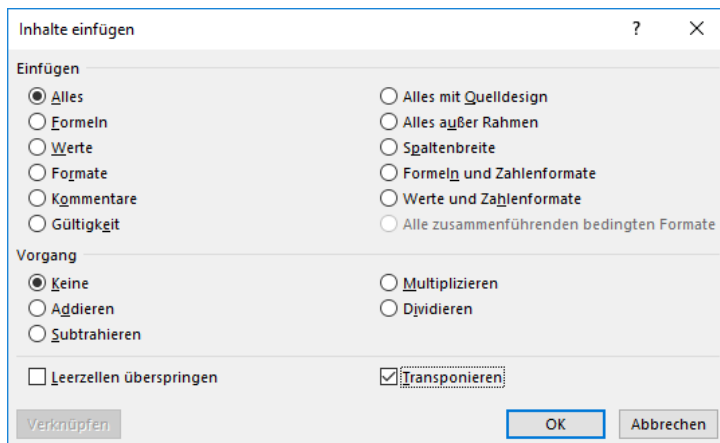 Inhalte einfügen ? X
Einfügen
Alles Alles mit Quelldesign
Formeln Alles außer Rahmen
Werte Spaltenbreite
Formate Formeln und Zahlenformate
Kommentare Werte und Zahlenformate
Gültigkeit Alle zusammenführenden bedingten Formate
Vorgang
Keine Multiplizieren
Addieren Dividieren
Subtrahieren
Leerzellen überspringen Transponieren
Verknüpfen OK Abbrechen